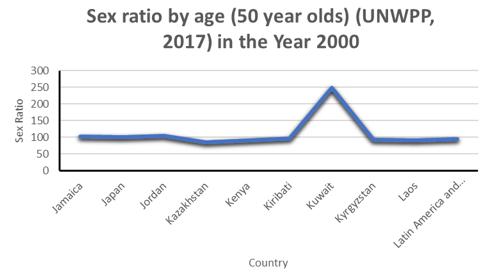 Sex ratio by age (50 year olds) (UNWPP,
2017) in the Year 2000
300
250
200
150
100
50
0
Sex Ratio
Jamaica
Japan
Jordan
Kazakhstan
Kenya
Kiribati
Kuwait
Kyrgyzstan
Laos
Latin America and...
Country